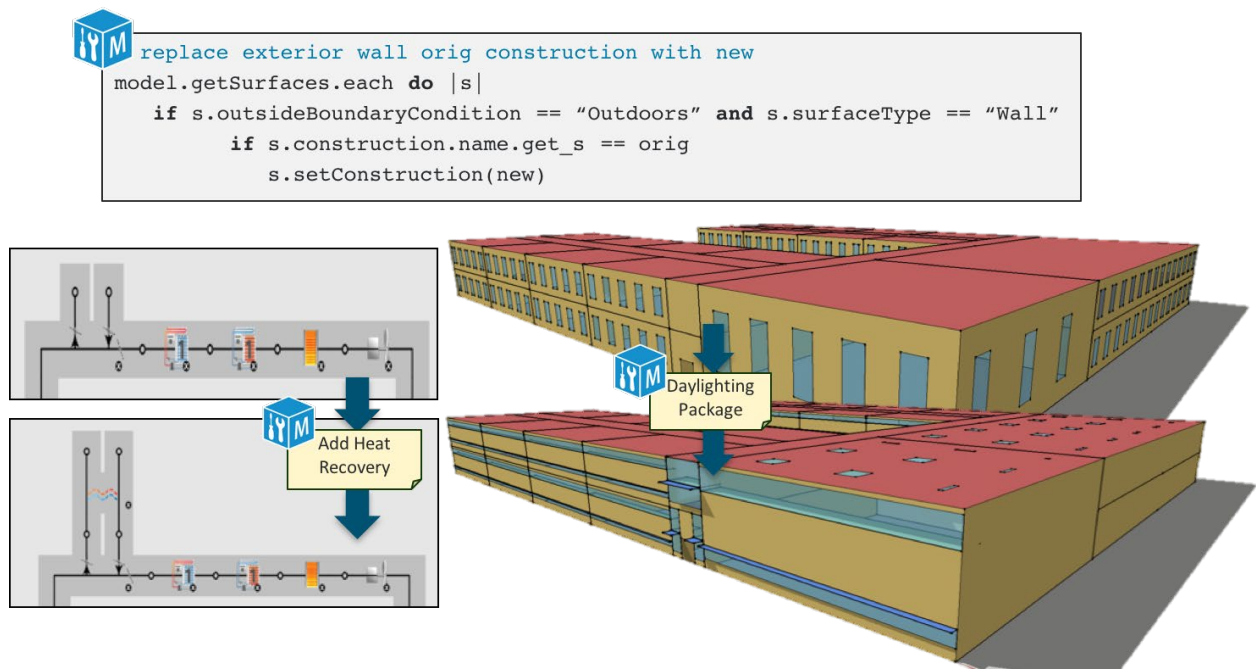 M
replace exterior wall orig construction with new
model.getSurfaces.each do |s|
if s.outsideBoundaryCondition == “Outdoors” and s.surfaceType == “Wall”
if s.construction.name.get_s == orig
s.setConstruction(new)
M
Add Heat
Recovery
M
Daylighting
Package